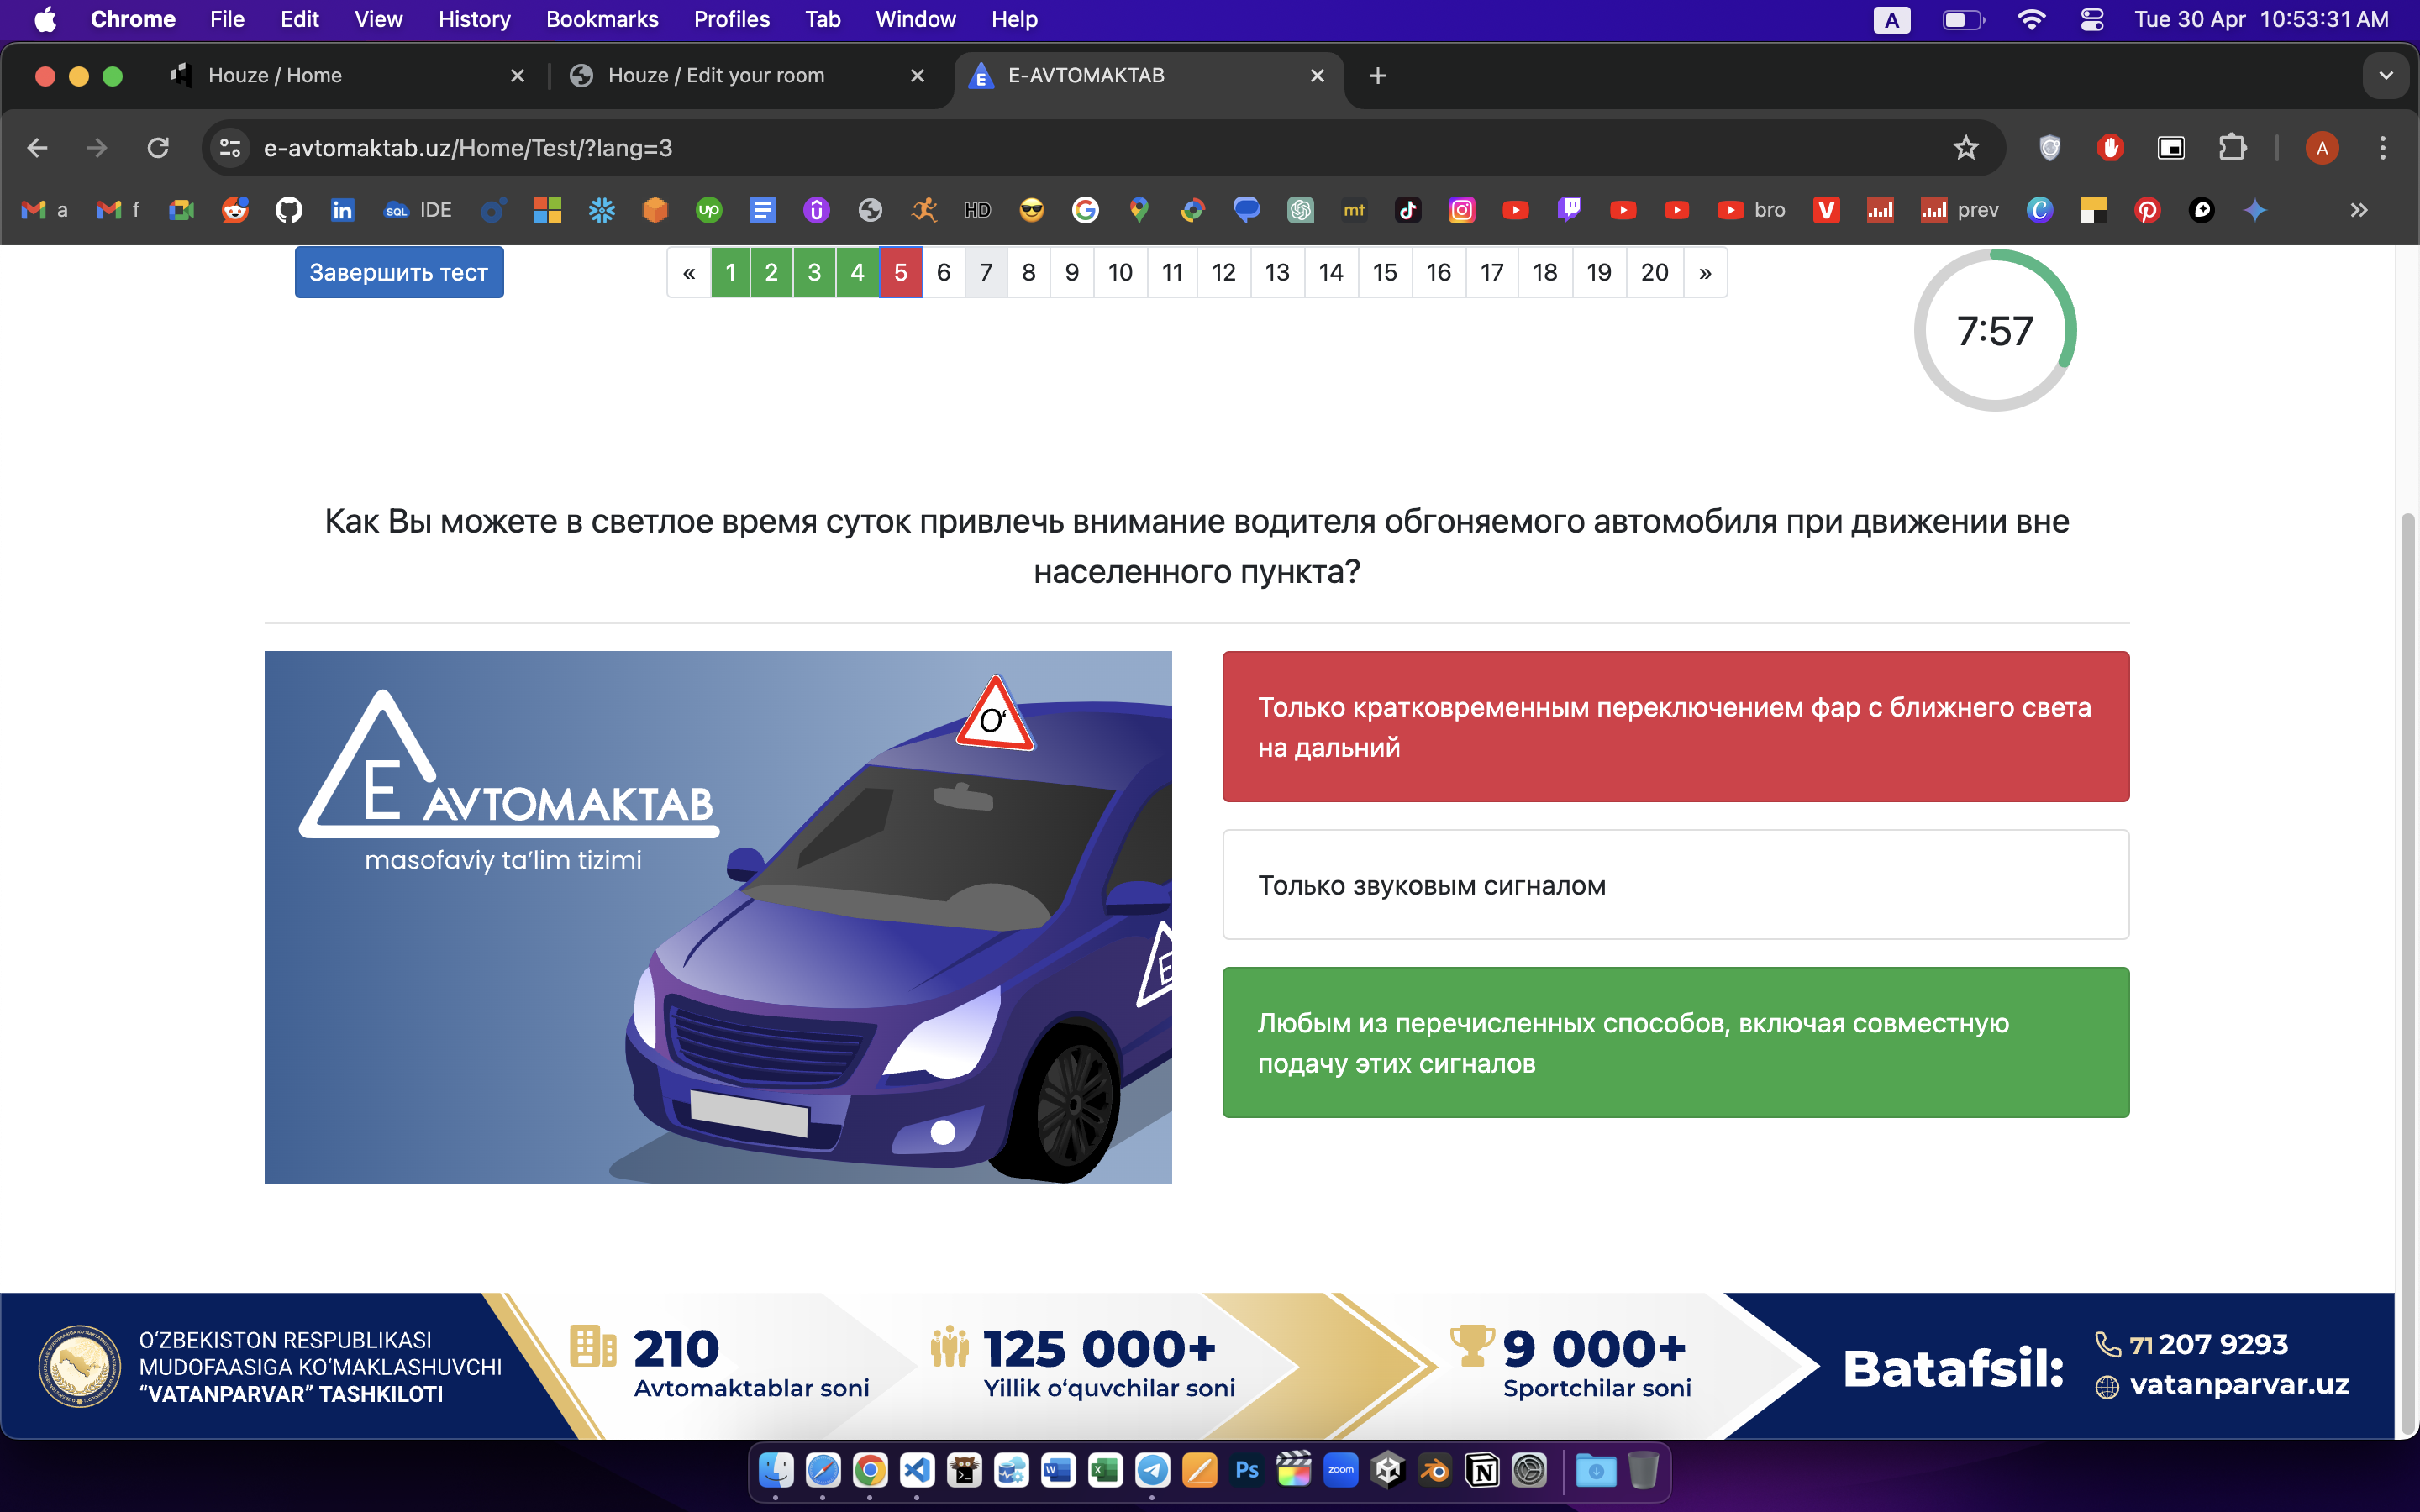 Chrome File Edit View History Bookmarks Profiles Tab Window Help A Tue 30 Apr 10:53:31 AM
Houze / Home
Houze / Edit your room
E-AVTOMAKTAB
e-avtomaktab.uz/Home/Test/?lang=3
A
a f in SQL IDE up HD mt bro prev
Завершить тест
« 1 2 3 4 5 6 7 8 9 10 11 12 13 14 15 16 17 18 19 20 »
7:57
Как Вы можете в светлое время суток привлечь внимание водителя обгоняемого автомобиля при движении вне
населенного пункта?
O‘
E AVTOMAKTAB
masofaviy ta’lim tizimi
E
Только кратковременным переключением фар с ближнего света
на дальний
Только звуковым сигналом
Любым из перечисленных способов, включая совместную
подачу этих сигналов
O‘ZBEKISTON RESPUBLIKASI
MUDOFAASIGA KO‘MAKLASHUVCHI
“VATANPARVAR” TASHKILOTI
210
Avtomaktablar soni
125 000+
Yillik o‘quvchilar soni
9 000+
Sportchilar soni
Batafsil:
71 207 9293
vatanparvar.uz
Ps zoom